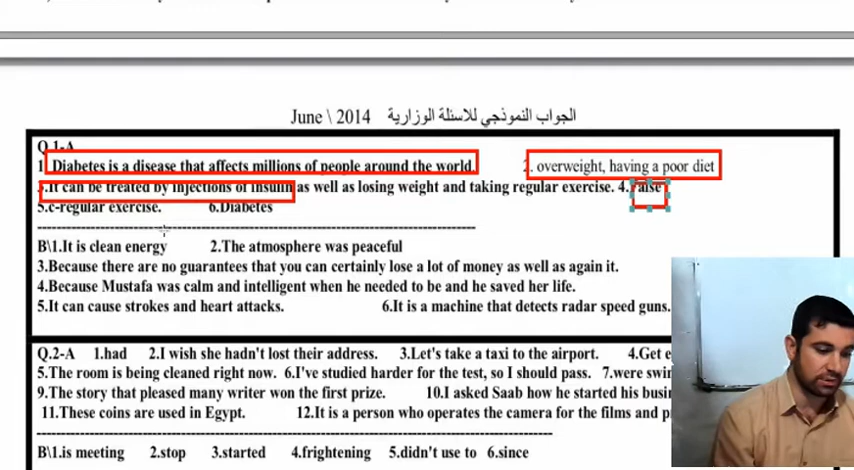 June \ 2014 الجواب النموذجي للاسئلة الوزارية
Q.1-A
1. Diabetes is a disease that affects millions of people around the world. 2. overweight, having a poor diet
3.It can be treated by injections of insulin as well as losing weight and taking regular exercise. 4.False
5.c-regular exercise. 6.Diabetes
B\1.It is clean energy 2.The atmosphere was peaceful
3.Because there are no guarantees that you can certainly lose a lot of money as well as again it.
4.Because Mustafa was calm and intelligent when he needed to be and he saved her life.
5.It can cause strokes and heart attacks. 6.It is a machine that detects radar speed guns.
Q.2-A 1.had 2.I wish she hadn't lost their address. 3.Let's take a taxi to the airport. 4.Get
5.The room is being cleaned right now. 6.I've studied harder for the test, so I should pass. 7.were
9.The story that pleased many writer won the first prize. 10.I asked Saab how he started his
11.These coins are used in Egypt. 12.It is a person who operates the camera for the films and
B\1.is meeting 2.stop 3.started 4.frightening 5.didn't use to 6.since